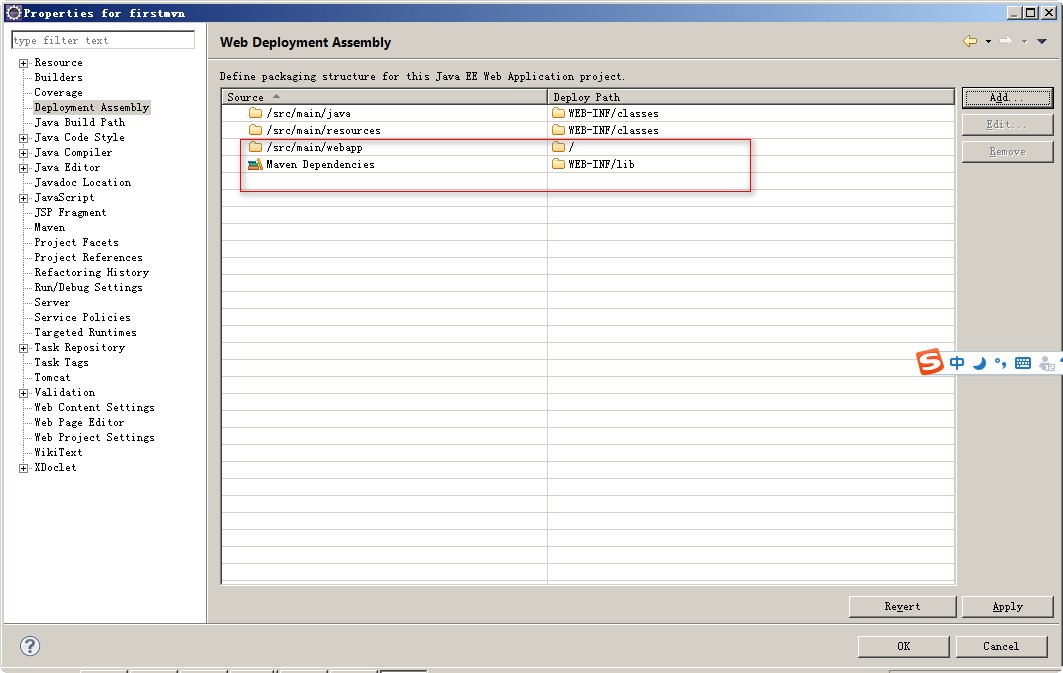 Properties for firstmvn
type filter text
Web Deployment Assembly
Resource
Builders
Coverage
Deployment Assembly
Java Build Path
Java Code Style
Java Compiler
Java Editor
Javadoc Location
JavaScript
JSP Fragment
Maven
Project Facets
Project References
Refactoring History
Run/Debug Settings
Server
Service Policies
Targeted Runtimes
Task Repository
Task Tags
Tomcat
Validation
Web Content Settings
Web Page Editor
Web Project Settings
WikiText
XDoclet
Define packaging structure for this Java EE Web Application project.
Source Deploy Path
/src/main/java WEB-INF/classes
/src/main/resources WEB-INF/classes
/src/main/webapp /
Maven Dependencies WEB-INF/lib
Add...
Edit...
Remove
S 中
Revert Apply
? OK Cancel